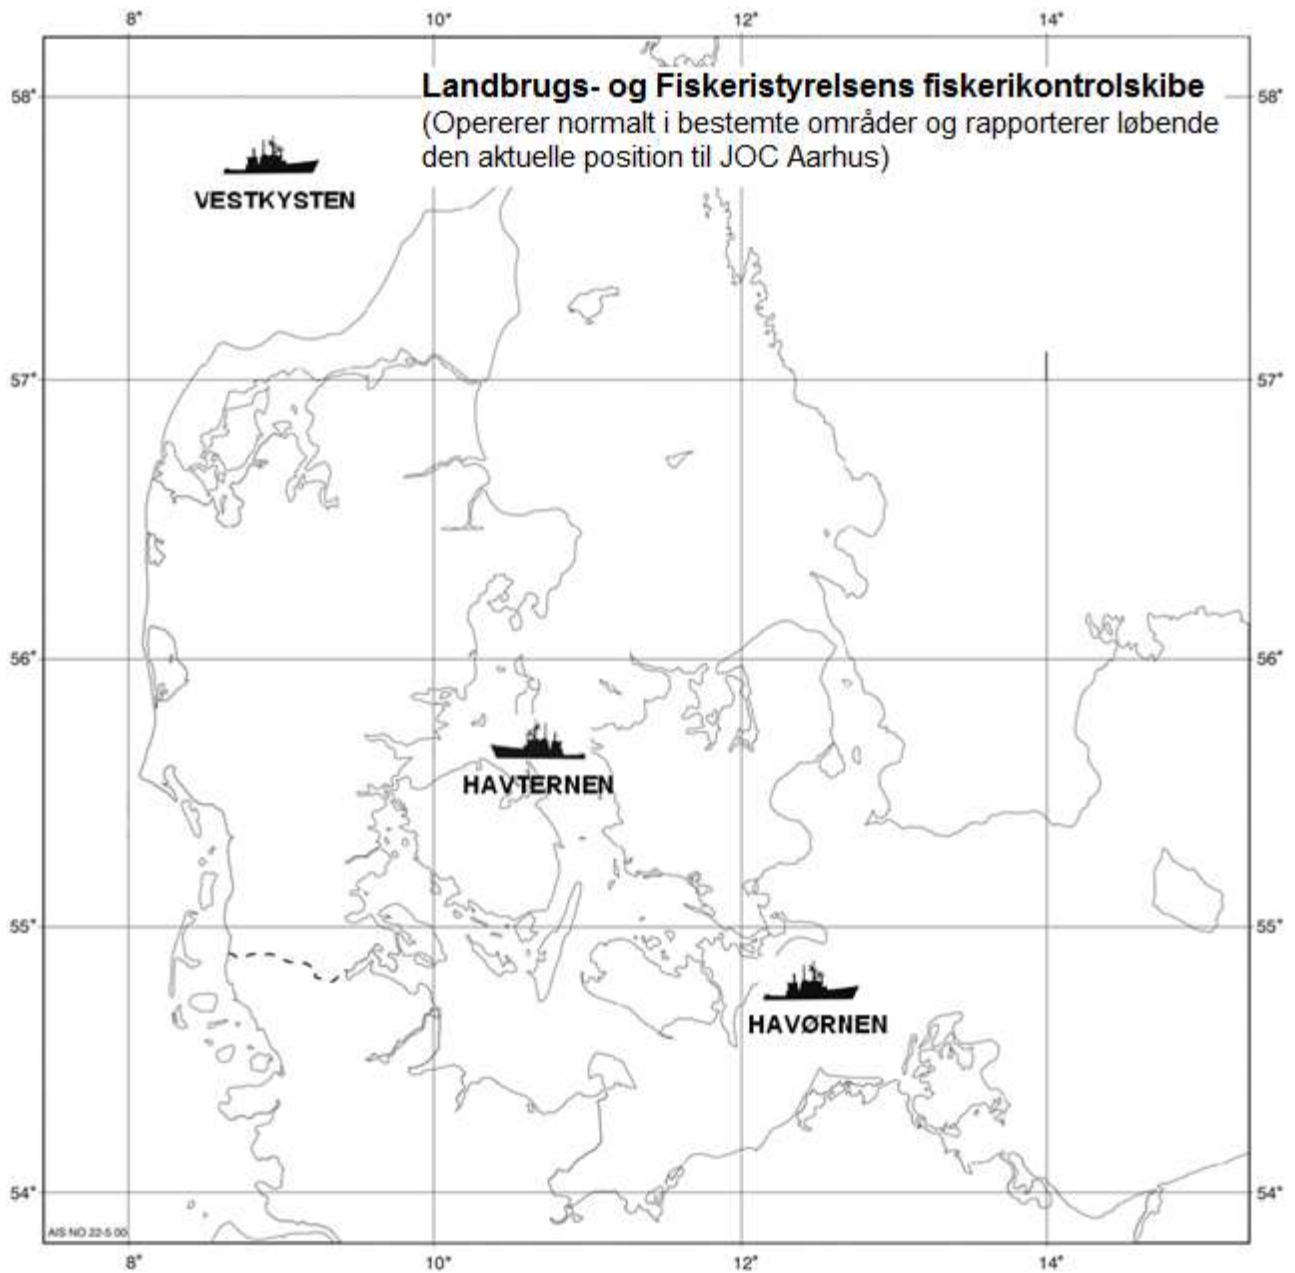 8° 10° 12° 14°
Landbrugs- og Fiskeristyrelsens fiskerikontrolskibe
58° 58°
(Opererer normalt i bestemte områder og rapporterer løbende
den aktuelle position til JOC Aarhus)
VESTKYSTEN
57° 57°
56° 56°
HAVTERNEN
55° 55°
HAVØRNEN
54° 54°
AIS NO 22-5 00
8° 10° 12° 14°